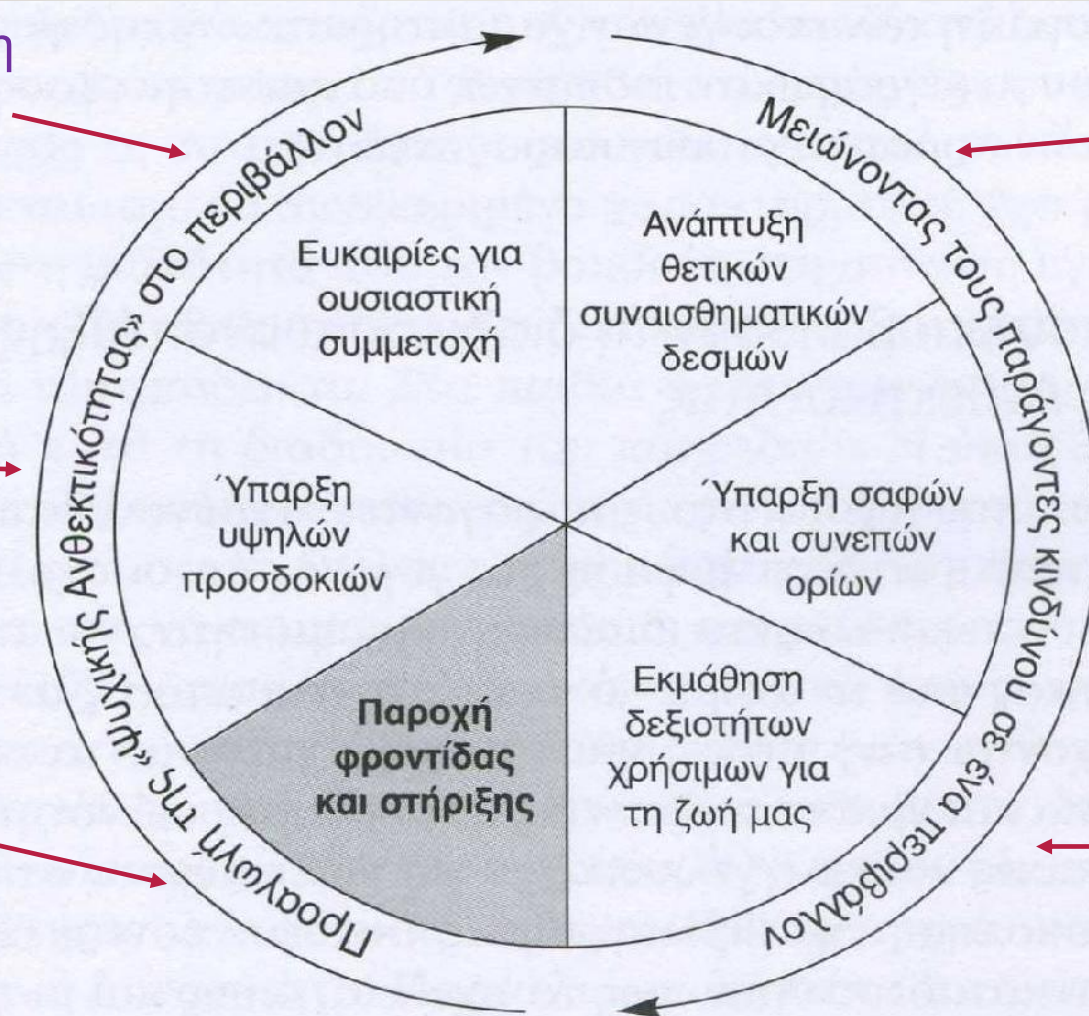 η
Προαγωγή της «Ψυχικής Ανθεκτικότητας» στο περιβάλλον
Μειώνοντας τους παράγοντες κινδύνου σε ένα περιβάλλον
Ευκαιρίες για
ουσιαστική
συμμετοχή
Ανάπτυξη
θετικών
συναισθηματικών
δεσμών
Ύπαρξη
υψηλών
προσδοκιών
Ύπαρξη σαφών
και συνεπών
ορίων
Παροχή
φροντίδας
και στήριξης
Εκμάθηση
δεξιοτήτων
χρήσιμων για
τη ζωή μας